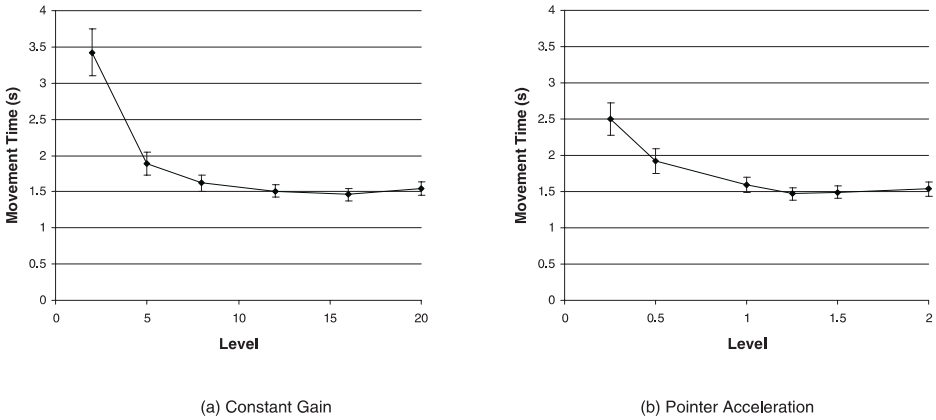 4
3.5
3
2.5
2
1.5
1
0.5
0
Movement Time (s)
0 5 10 15 20
Level
(a) Constant Gain
4
3.5
3
2.5
2
1.5
1
0.5
0
Movement Time (s)
0 0.5 1 1.5 2
Level
(b) Pointer Acceleration